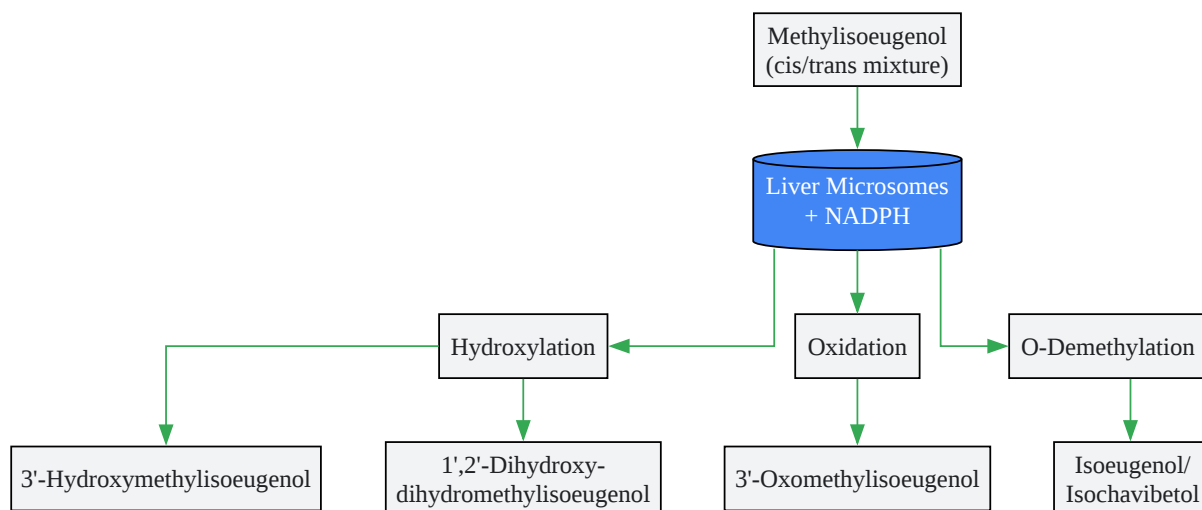 Methylisoeugenol
(cis/trans mixture)
Liver Microsomes
+ NADPH
Hydroxylation
Oxidation
O-Demethylation
3'-Hydroxymethylisoeugenol
1',2'-Dihydroxy-
dihydromethylisoeugenol
3'-Oxomethylisoeugenol
Isoeugenol/
Isochavibetol